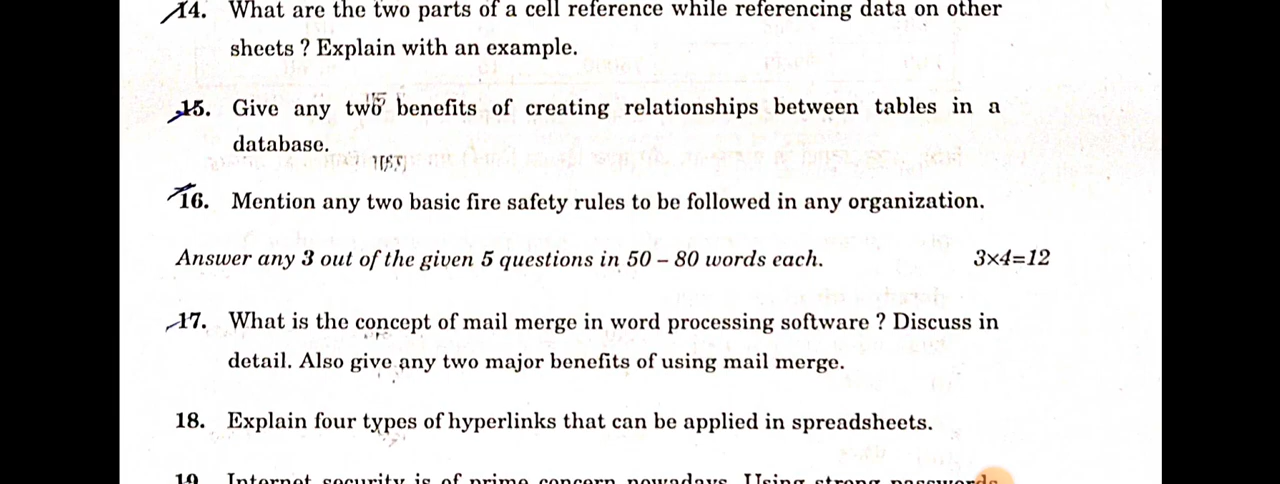 14. What are the two parts of a cell reference while referencing data on other
sheets ? Explain with an example.
15. Give any two benefits of creating relationships between tables in a
database.
16. Mention any two basic fire safety rules to be followed in any organization.
Answer any 3 out of the given 5 questions in 50 – 80 words each. 3×4=12
17. What is the concept of mail merge in word processing software ? Discuss in
detail. Also give any two major benefits of using mail merge.
18. Explain four types of hyperlinks that can be applied in spreadsheets.
19. Internet security is of prime concern nowadays. Using strong passwords